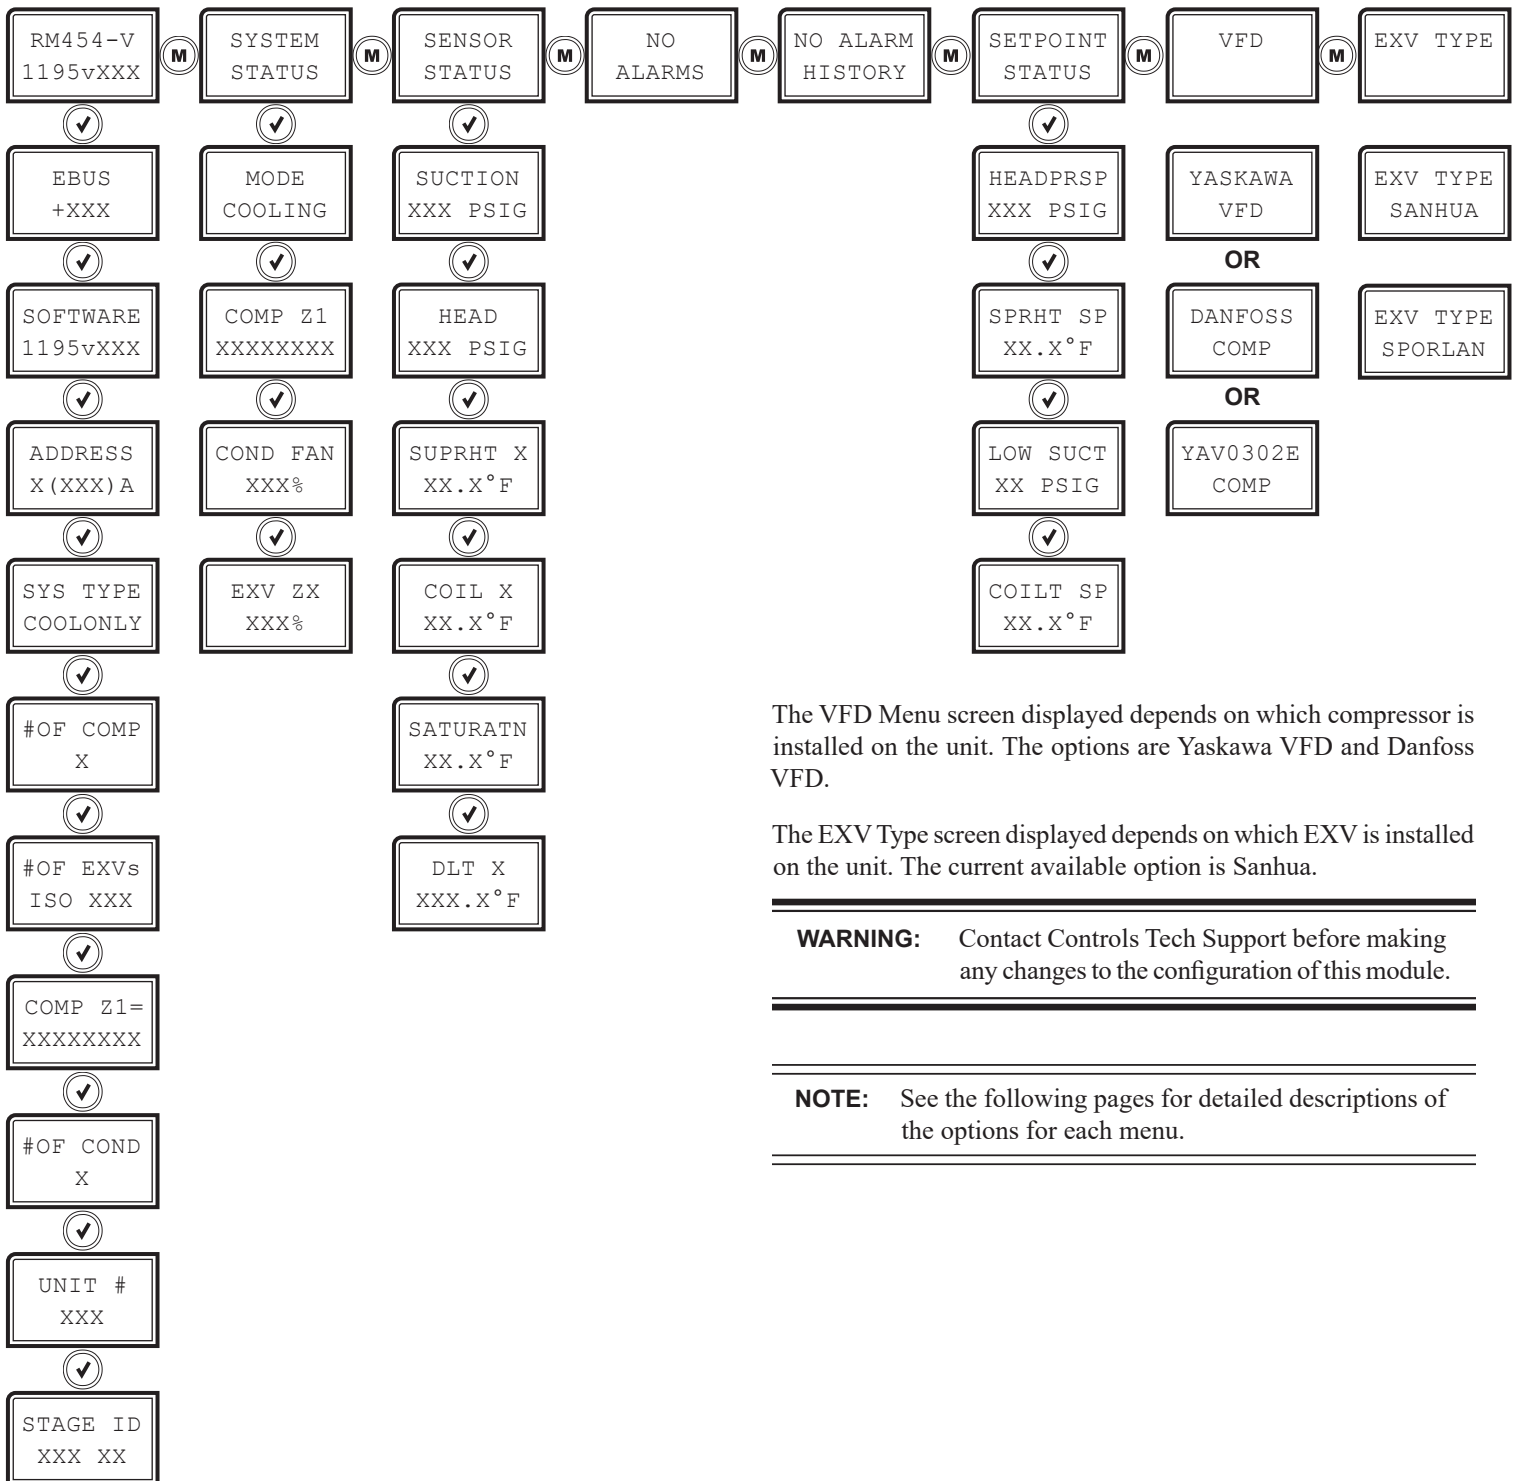 RM454-V
1195vXXX
M
SYSTEM
STATUS
M
SENSOR
STATUS
M
NO
ALARMS
M
NO ALARM
HISTORY
M
SETPOINT
STATUS
M
VFD
M
EXV TYPE
EBUS
+XXX
SOFTWARE
1195vXXX
ADDRESS
X(XXX)A
SYS TYPE
COOLONLY
#OF COMP
X
#OF EXVs
ISO XXX
COMP Z1=
XXXXXXXX
#OF COND
X
UNIT #
XXX
STAGE ID
XXX XX
MODE
COOLING
COMP Z1
XXXXXXXX
COND FAN
XXX%
EXV ZX
XXX%
SUCTION
XXX PSIG
HEAD
XXX PSIG
SUPRHT X
XX.X°F
COIL X
XX.X°F
SATURATN
XX.X°F
DLT X
XXX.X°F
HEADPRSP
XXX PSIG
SPRHT SP
XX.X°F
LOW SUCT
XX PSIG
COILT SP
XX.X°F
YASKAWA
VFD
OR
DANFOSS
COMP
OR
YAV0302E
COMP
EXV TYPE
SANHUA
EXV TYPE
SPORLAN
The VFD Menu screen displayed depends on which compressor is
installed on the unit. The options are Yaskawa VFD and Danfoss
VFD.
The EXV Type screen displayed depends on which EXV is installed
on the unit. The current available option is Sanhua.
WARNING: Contact Controls Tech Support before making
any changes to the configuration of this module.
NOTE: See the following pages for detailed descriptions of
the options for each menu.